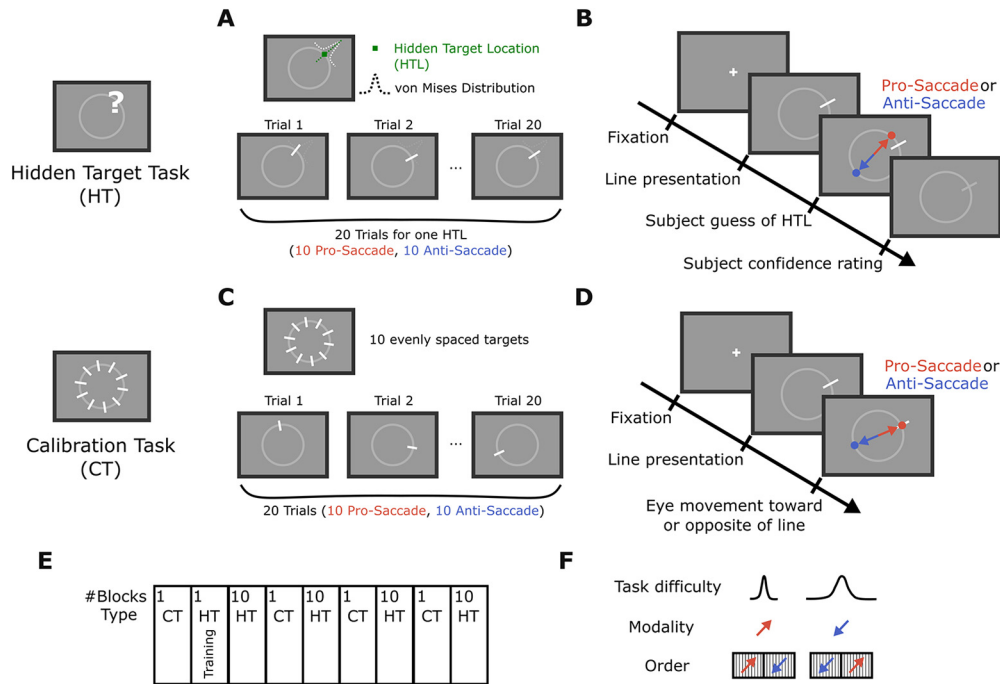 A
Hidden Target Location
(HTL)
von Mises Distribution
?
Hidden Target Task
(HT)
Trial 1
Trial 2
Trial 20
...
20 Trials for one HTL
(10 Pro-Saccade, 10 Anti-Saccade)
B
Pro-Saccade or
Anti-Saccade
Fixation
Line presentation
Subject guess of HTL
Subject confidence rating
C
10 evenly spaced targets
Calibration Task
(CT)
Trial 1
Trial 2
Trial 20
...
20 Trials (10 Pro-Saccade, 10 Anti-Saccade)
D
Pro-Saccade or
Anti-Saccade
Fixation
Line presentation
Eye movement toward
or opposite of line
E
#Blocks 1 1 10 1 10 1 10 1 10
Type CT HT HT CT HT CT HT CT HT
Training
F
Task difficulty
Modality
Order